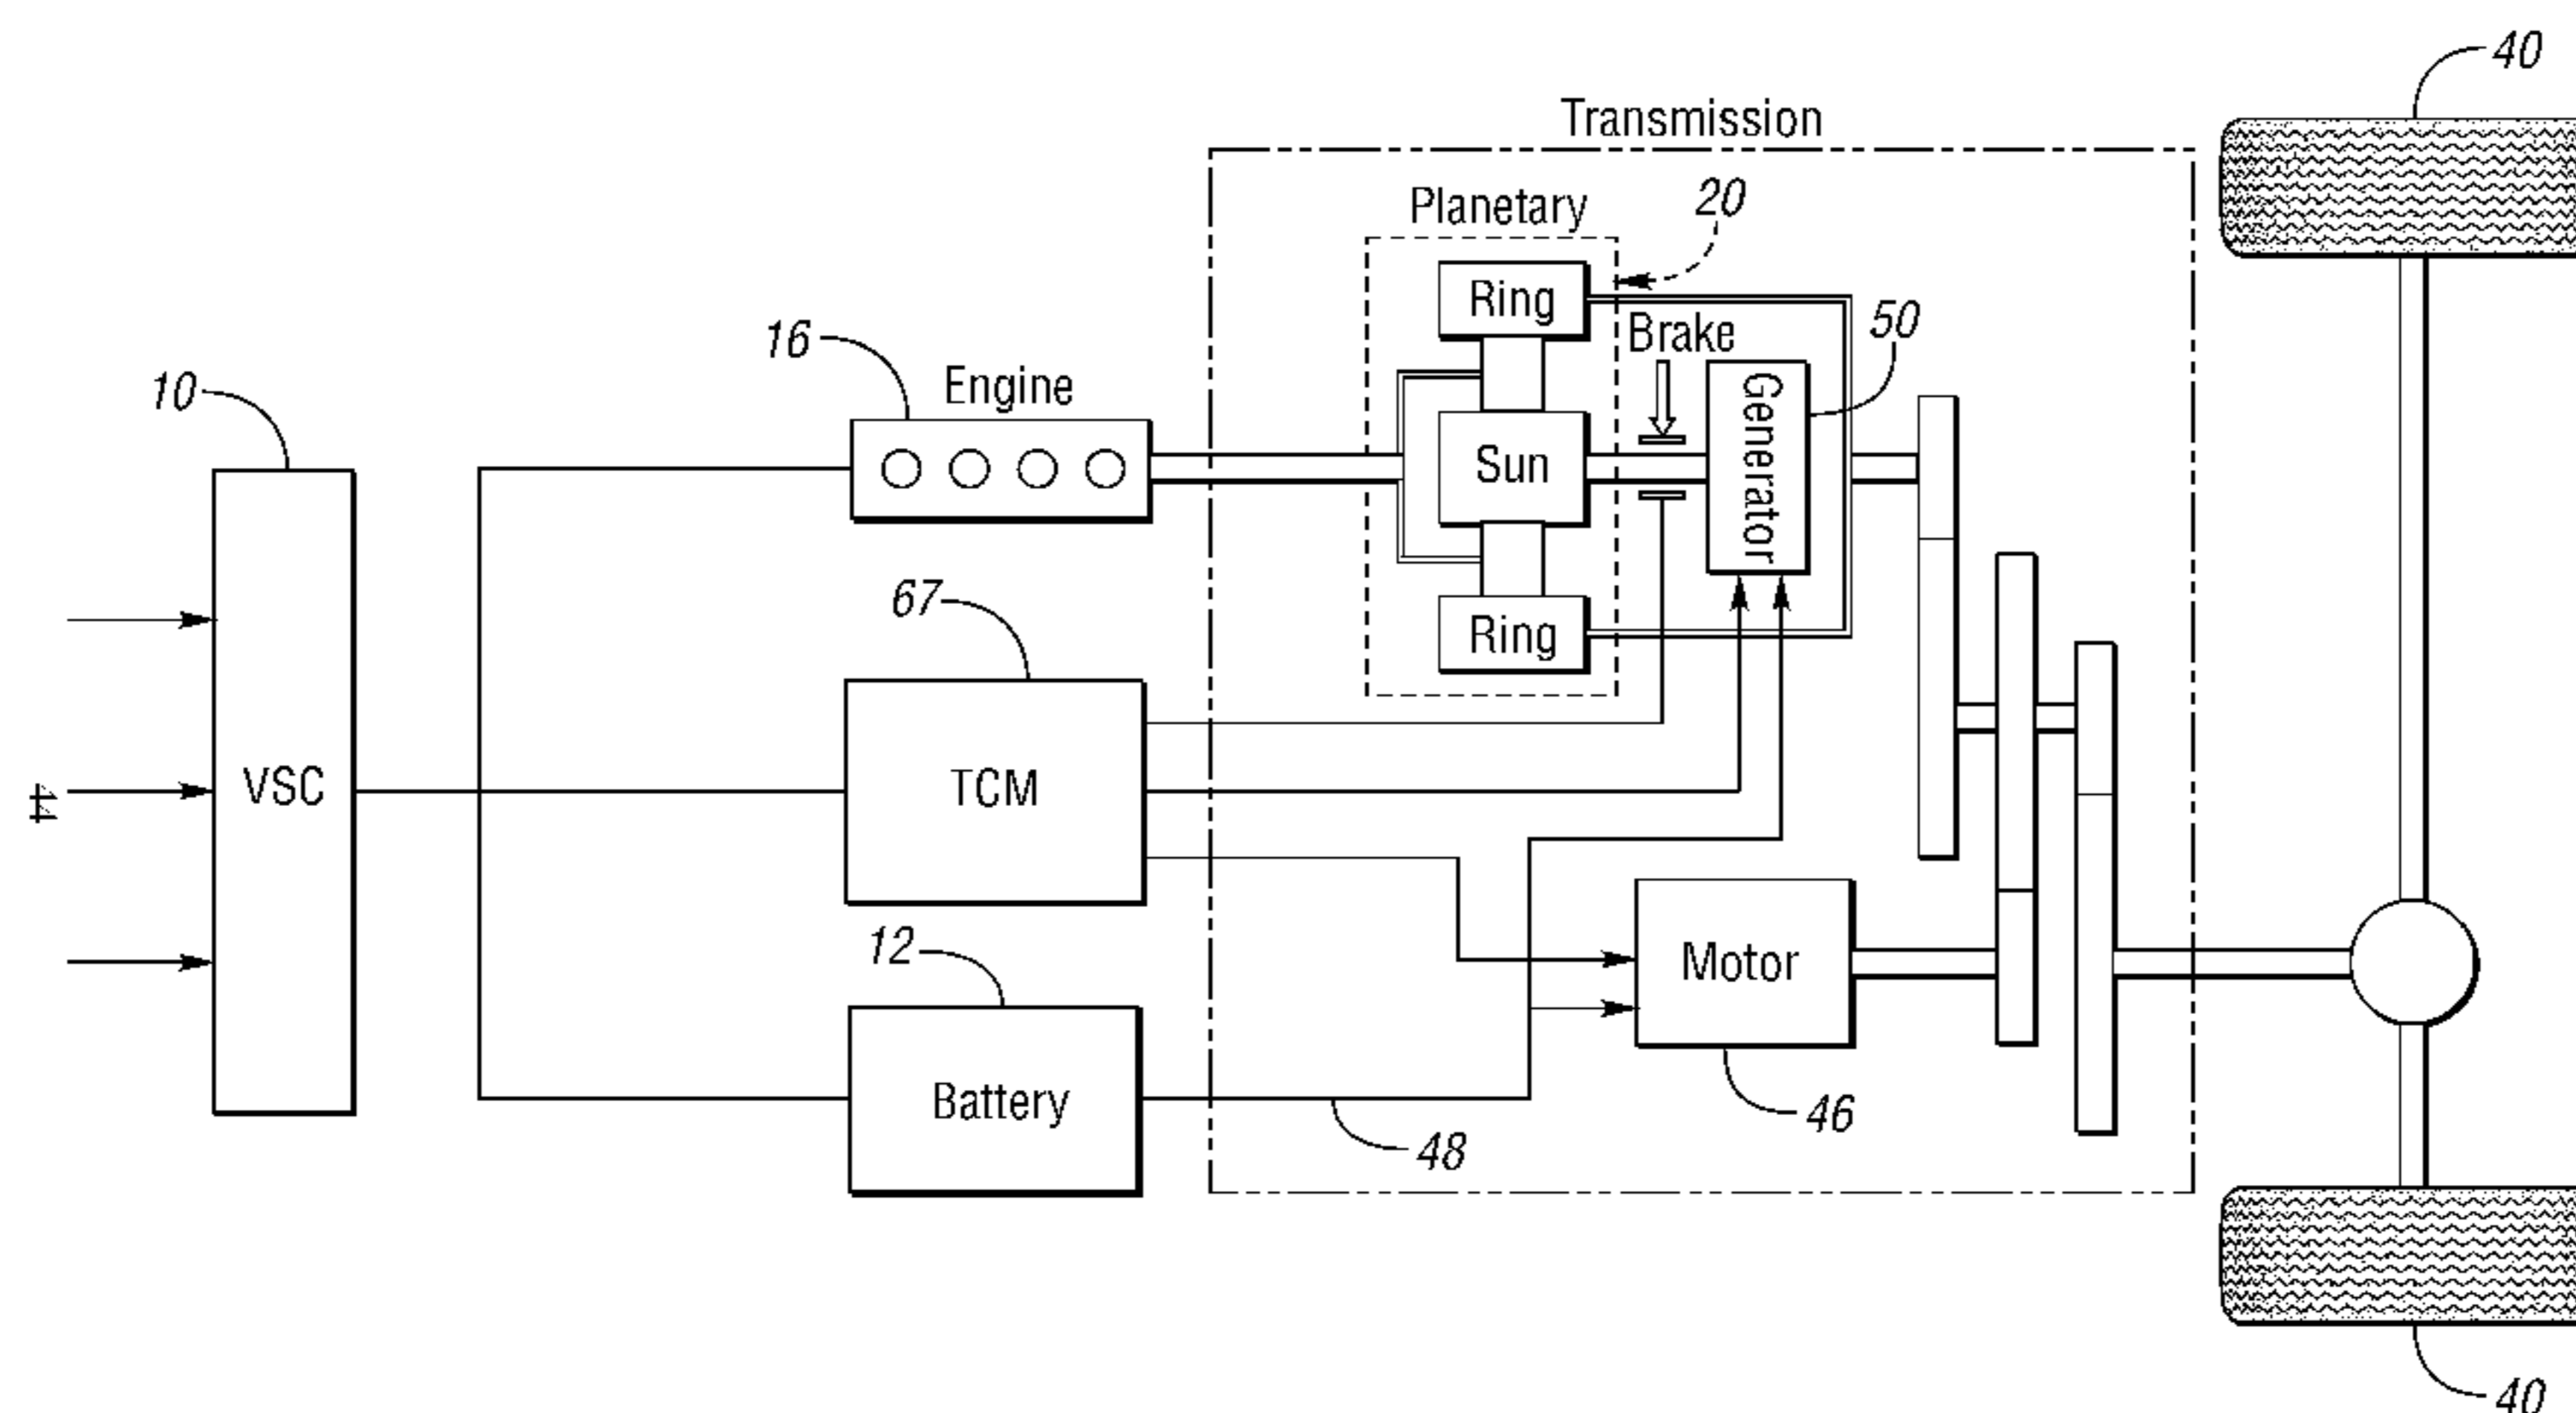 40
Transmission
Planetary
20
Ring
Brake
50
16
Engine
10
Generator
Sun
67
Ring
VSC
TCM
44
12
Motor
Battery
46
48
40